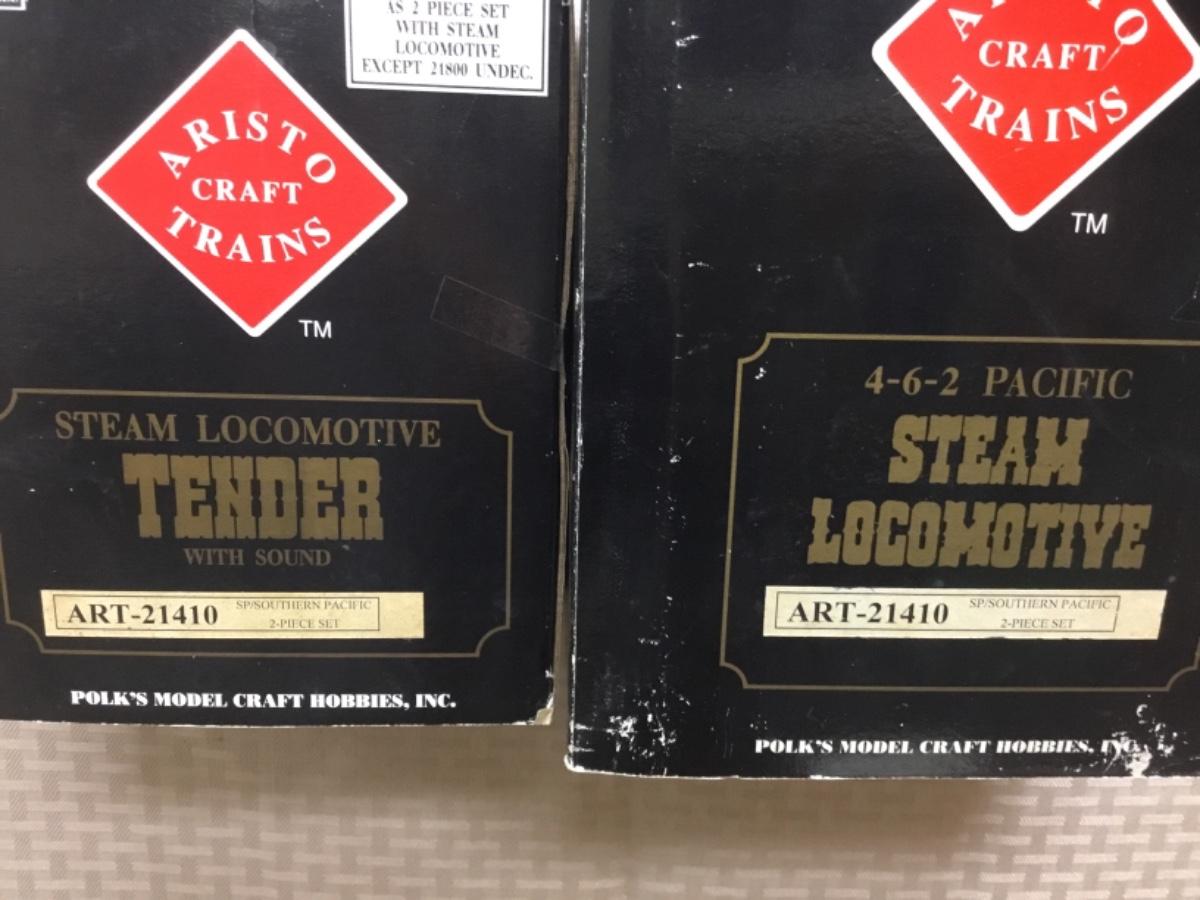 AS 2 PIECE SET
WITH STEAM
LOCOMOTIVE
EXCEPT 21800 UNDEC.
ARISTO
CRAFT
TRAINS
TM
STEAM LOCOMOTIVE
TENDER
WITH SOUND
ART-21410
SP/SOUTHERN PACIFIC
2-PIECE SET
POLK'S MODEL CRAFT HOBBIES, INC.
ARISTO
CRAFT
TRAINS
TM
4-6-2 PACIFIC
STEAM
LOCOMOTIVE
ART-21410
SP/SOUTHERN PACIFIC
2-PIECE SET
POLK'S MODEL CRAFT HOBBIES, INC.